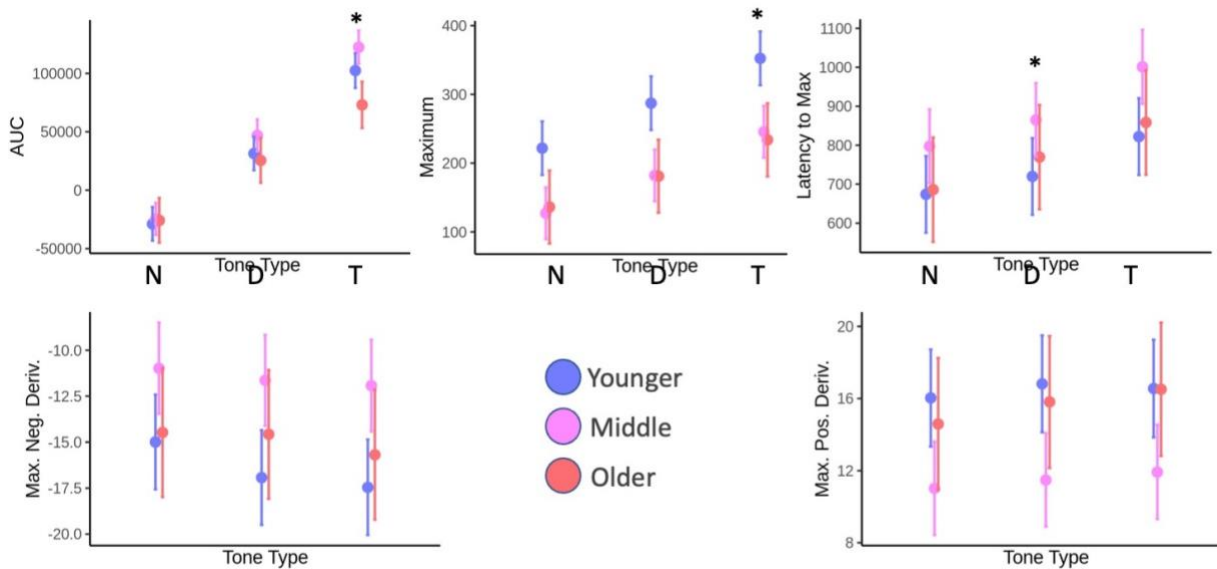 *
100000
50000
0
-50000
AUC
Tone Type
N D T
*
400
300
200
100
Maximum
Tone Type
N D T
*
1100
1000
900
800
700
600
Latency to Max
Tone Type
N D T
-10.0
-12.5
-15.0
-17.5
-20.0
Max. Neg. Deriv.
Tone Type
Younger
Middle
Older
20
16
12
8
Max. Pos. Deriv.
Tone Type